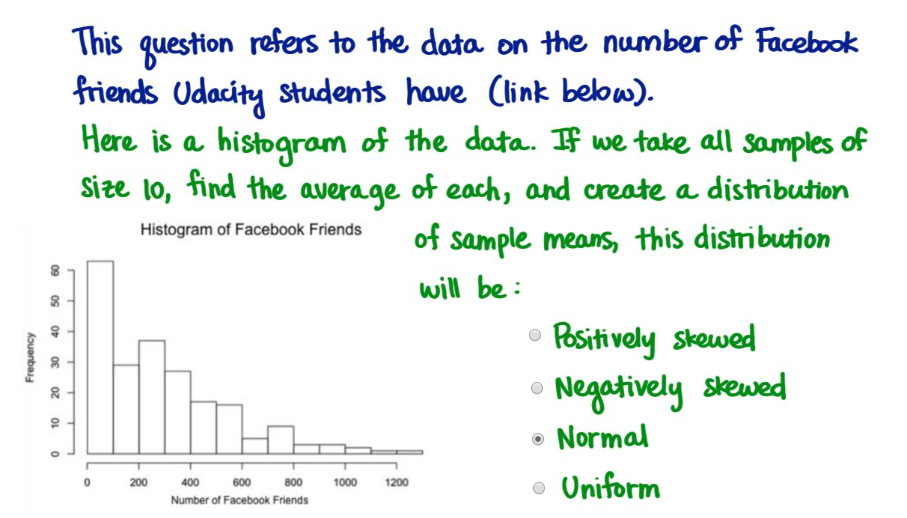 This question refers to the data on the number of Facebook
friends Udacity students have (link below).
Here is a histogram of the data. If we take all samples of
size 10, find the average of each, and create a distribution
of sample means, this distribution
will be:
Histogram of Facebook Friends
Frequency
60
50
40
30
20
10
0
0 200 400 600 800 1000 1200
Number of Facebook Friends
Positively skewed
Negatively skewed
Normal
Uniform